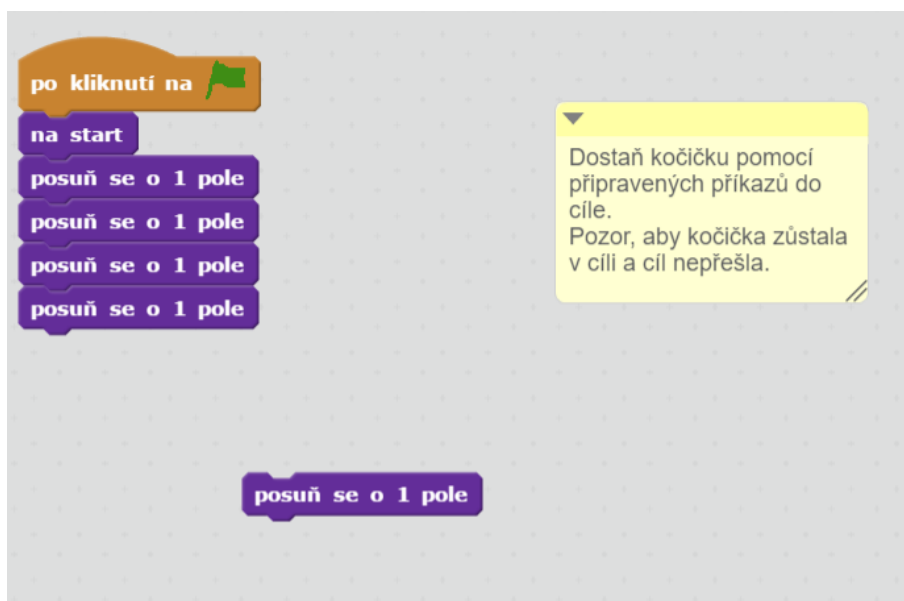 po kliknutí na
na start
posuň se o 1 pole
posuň se o 1 pole
posuň se o 1 pole
posuň se o 1 pole
Dostaň kočičku pomocí
připravených příkazů do
cíle.
Pozor, aby kočička zůstala
v cíli a cíl nepřešla.
posuň se o 1 pole